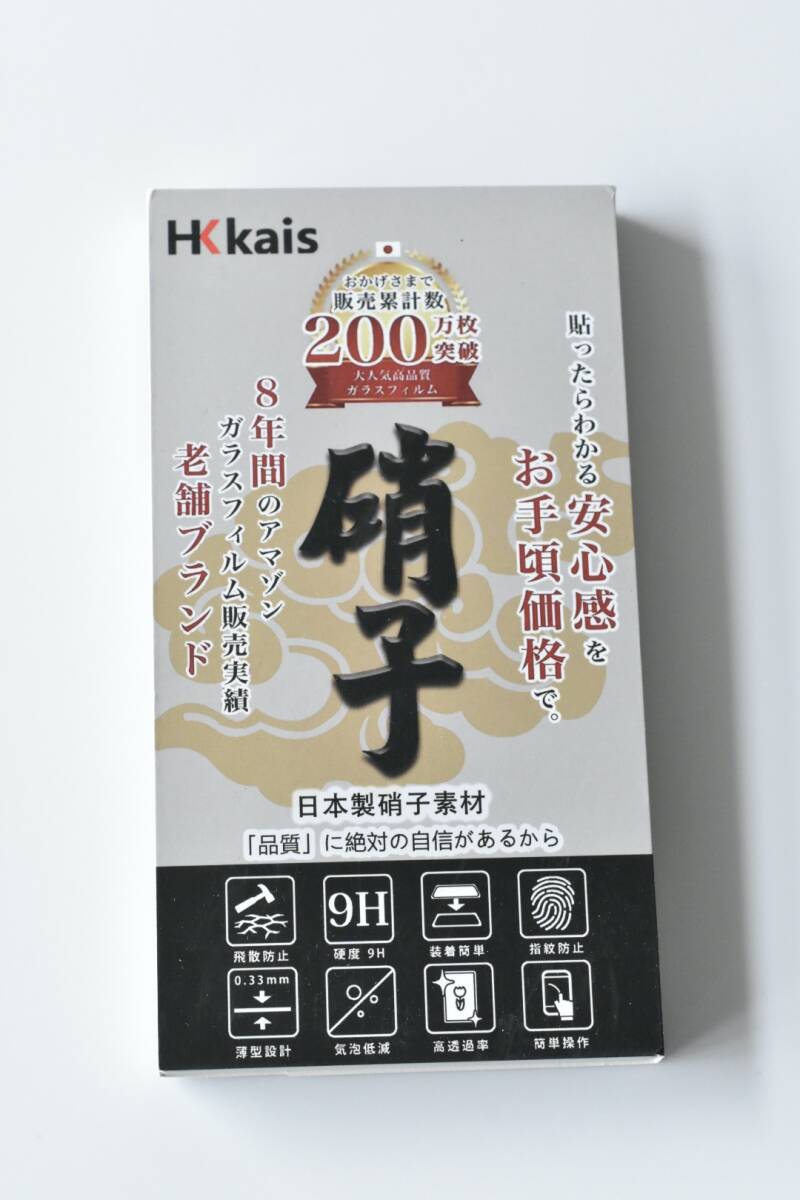 HKkais
おかげさまで
販売累計数
200万枚突破
大人気高品質
ガラスフィルム
貼ったらわかる
安心感を
お手頃価格で。
硝子
8年間のアマゾン
ガラスフィルム販売実績
老舗ブランド
日本製硝子素材
「品質」に絶対の自信があるから
9H
飛散防止
硬度 9H
装着簡単
指紋防止
0.33mm
薄型設計
気泡低減
高透過率
簡単操作